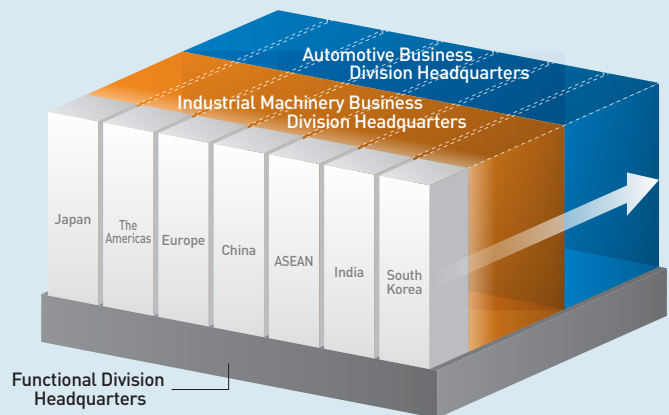 Automotive Business
Division Headquarters
Industrial Machinery Business
Division Headquarters
Japan
The
Americas
Europe
China
ASEAN
India
South
Korea
Functional Division
Headquarters